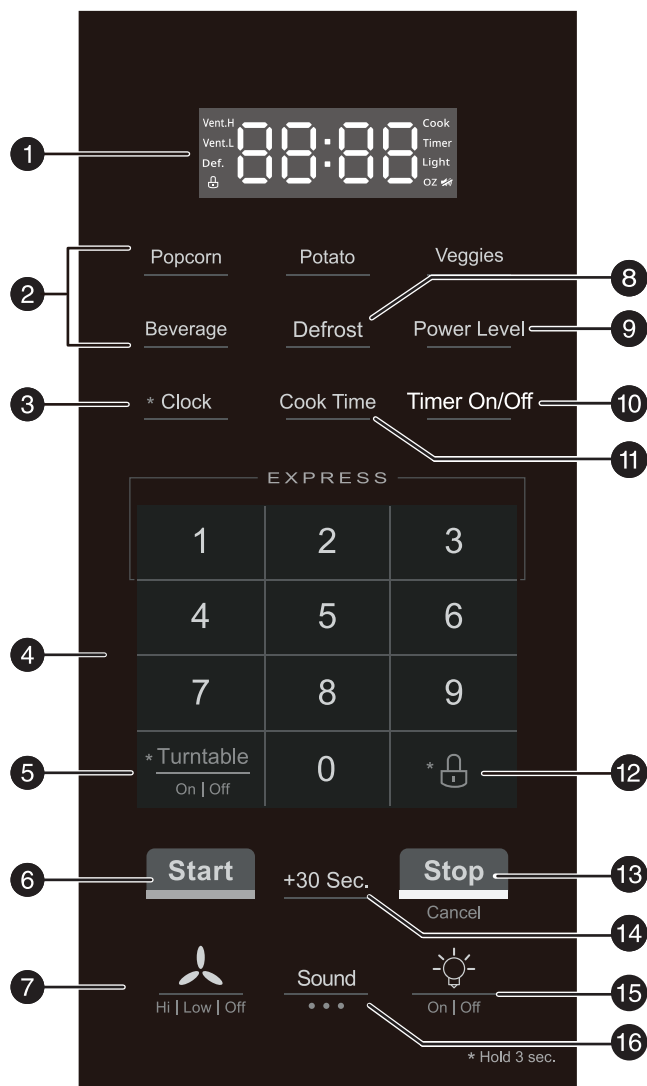 Vent.H
Vent.L
Def.
88:88
Cook
Timer
Light
OZ
1
Popcorn Potato Veggies
2
8
Beverage Defrost Power Level
9
3
* Clock Cook Time Timer On/Off
10
11
EXPRESS
1 2 3
4 5 6
4
7 8 9
5
* Turntable
On | Off
0
*
12
6
Start
+30 Sec.
Stop
13
Cancel
14
7
Hi | Low | Off
Sound
On | Off
15
16
* Hold 3 sec.